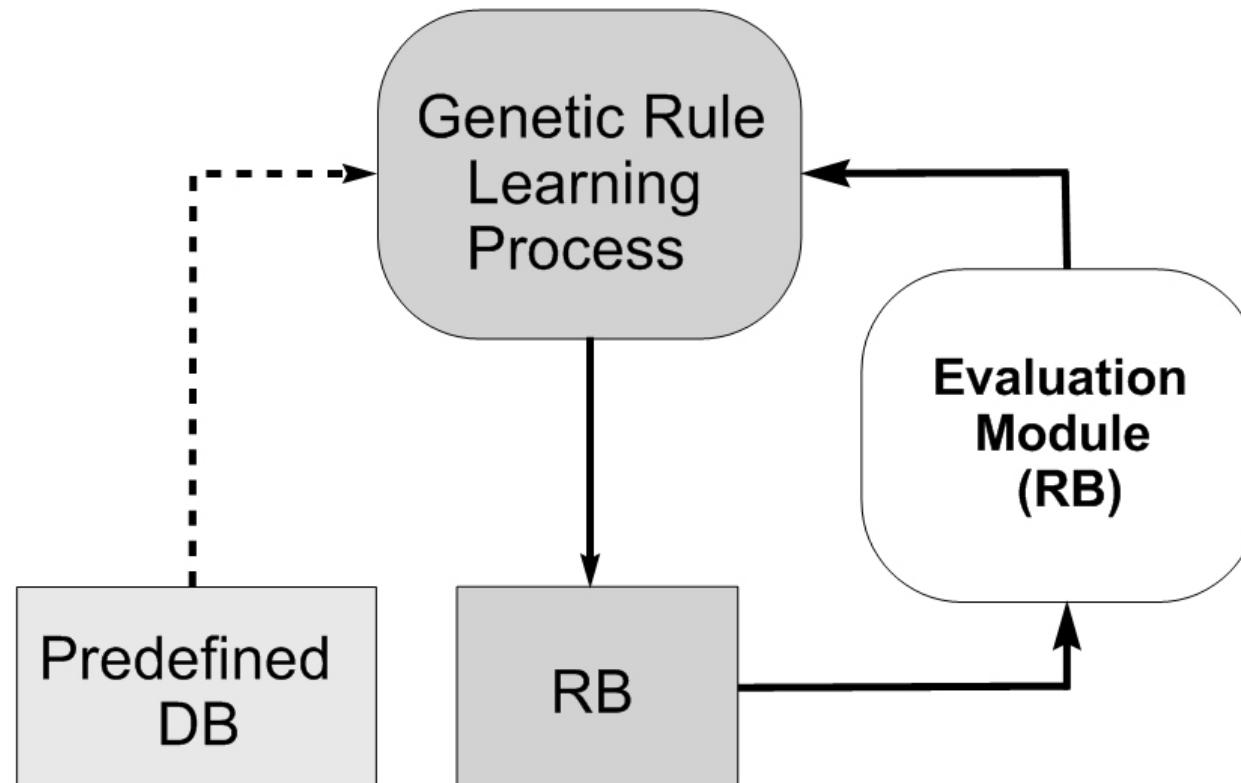 Genetic Rule
Learning
Process
Evaluation
Module
(RB)
Predefined
DB
RB